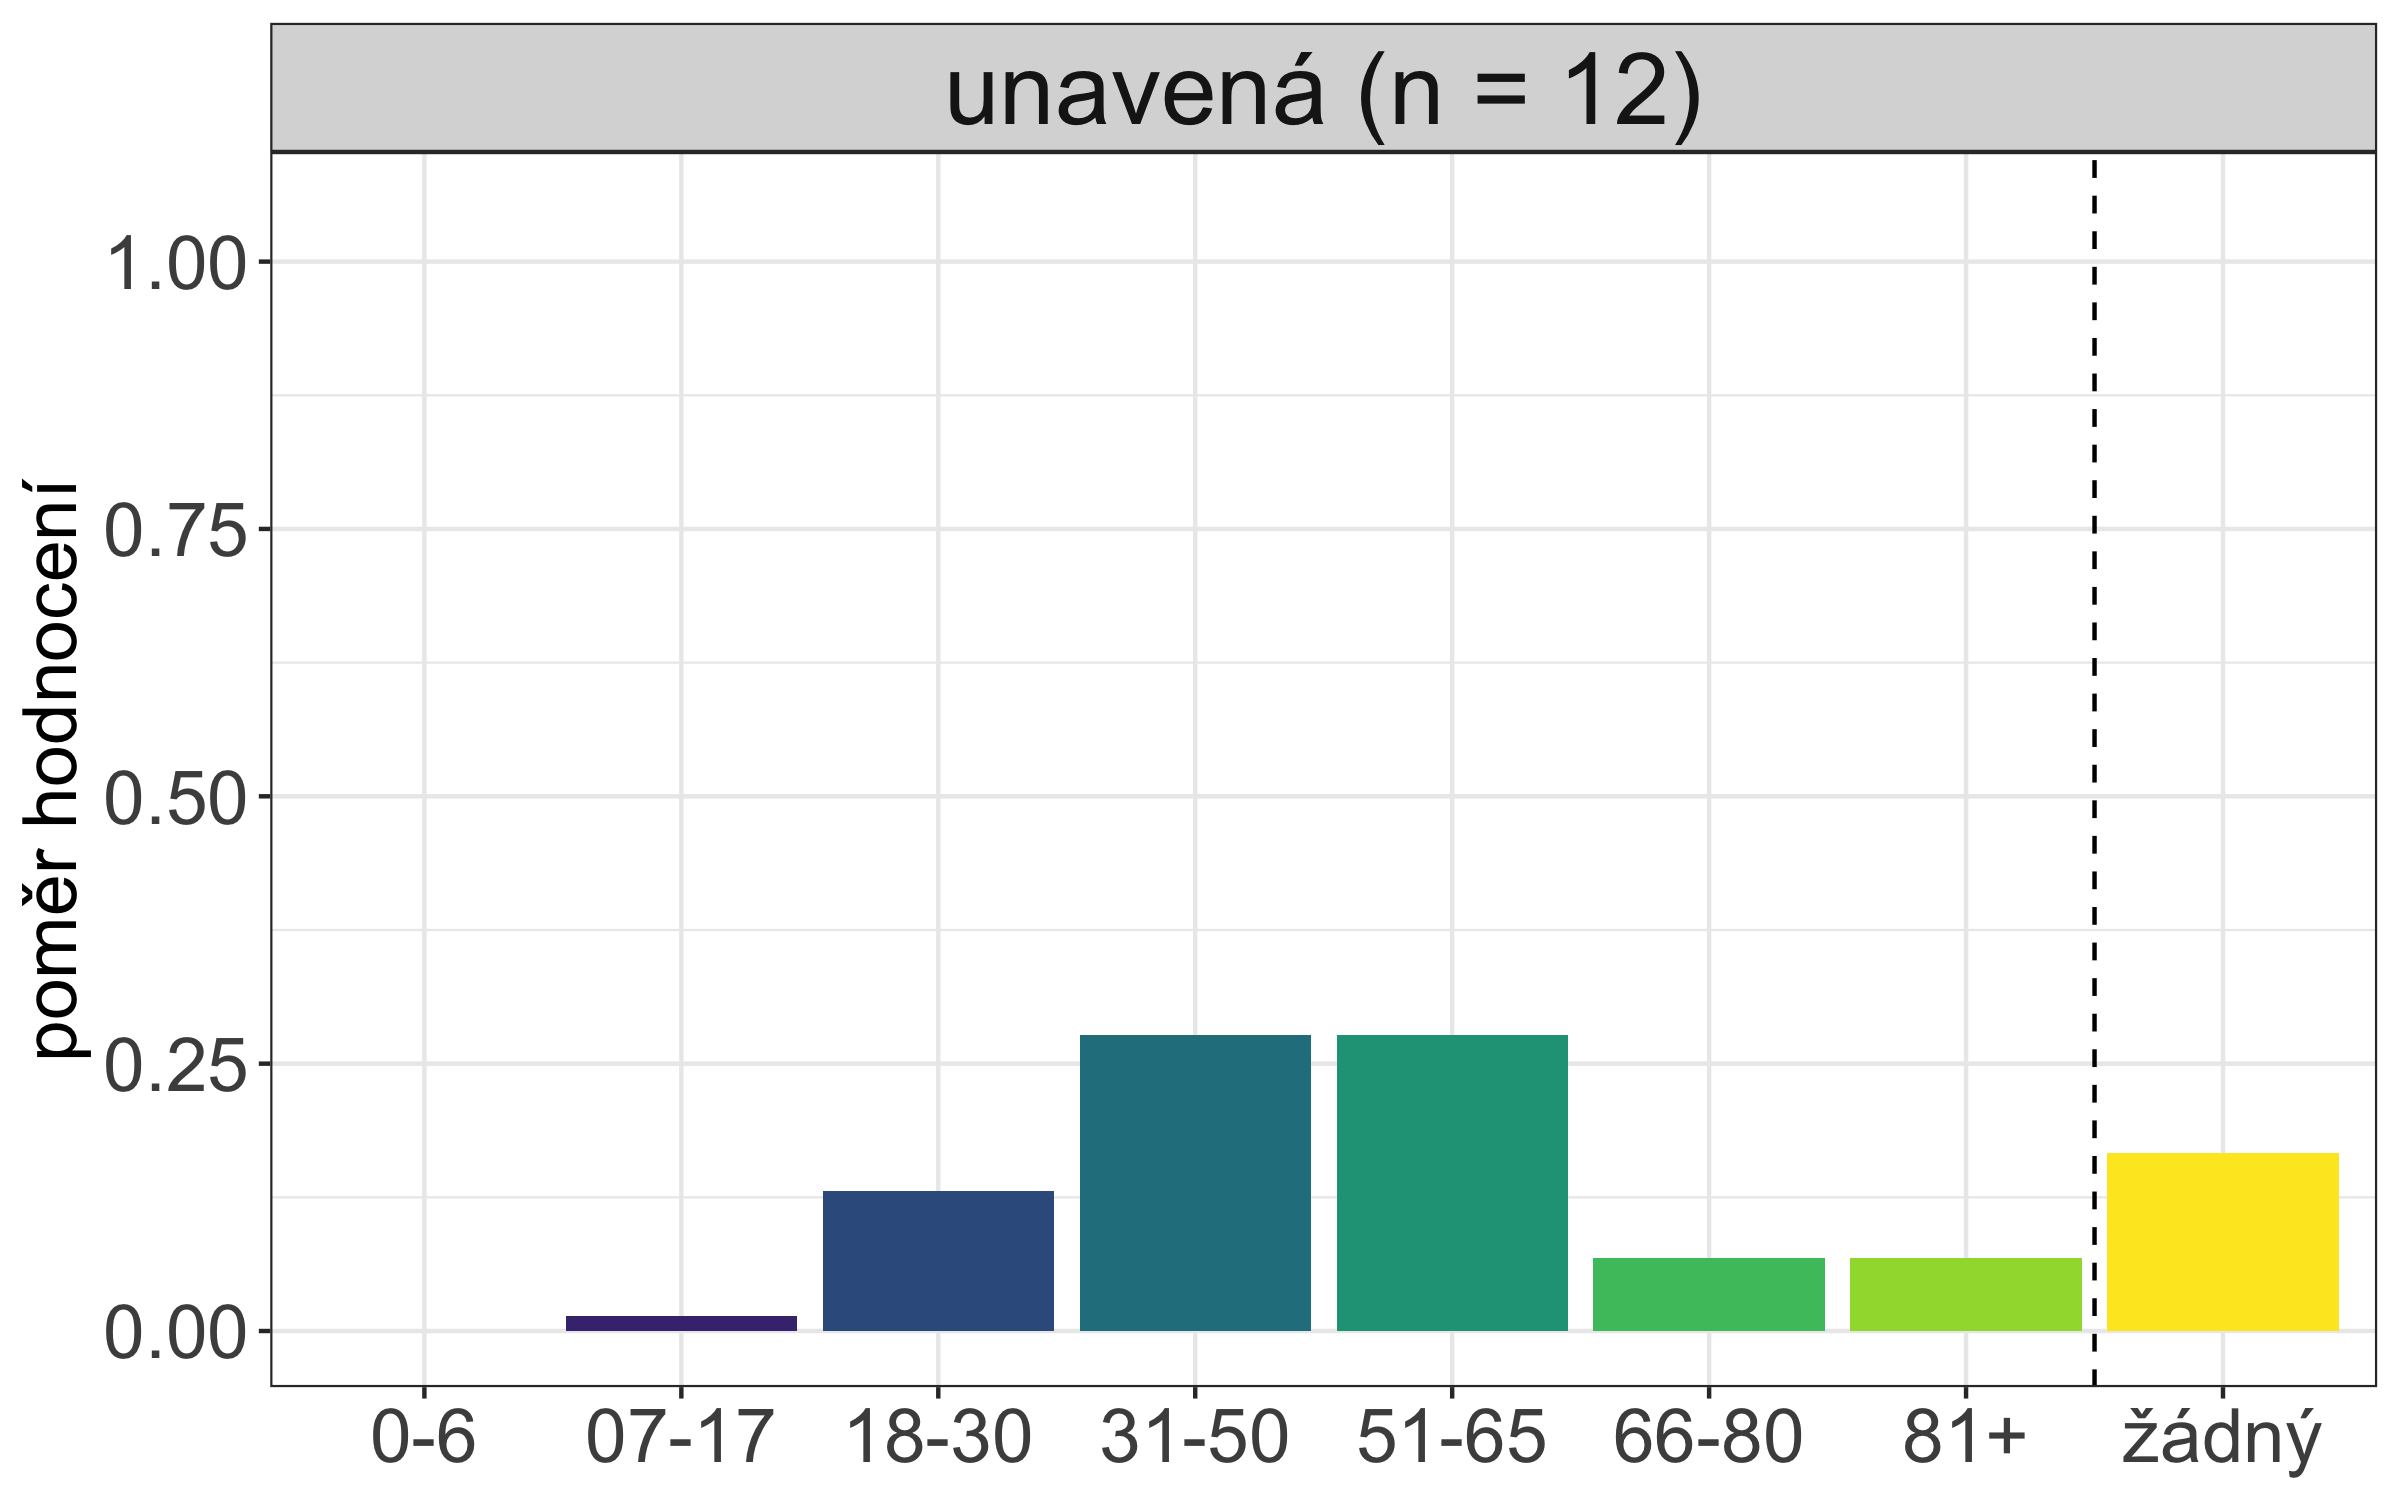 unavená (n = 12)
poměr hodnocení
1.00
0.75
0.50
0.25
0.00
0-6 07-17 18-30 31-50 51-65 66-80 81+ žádný